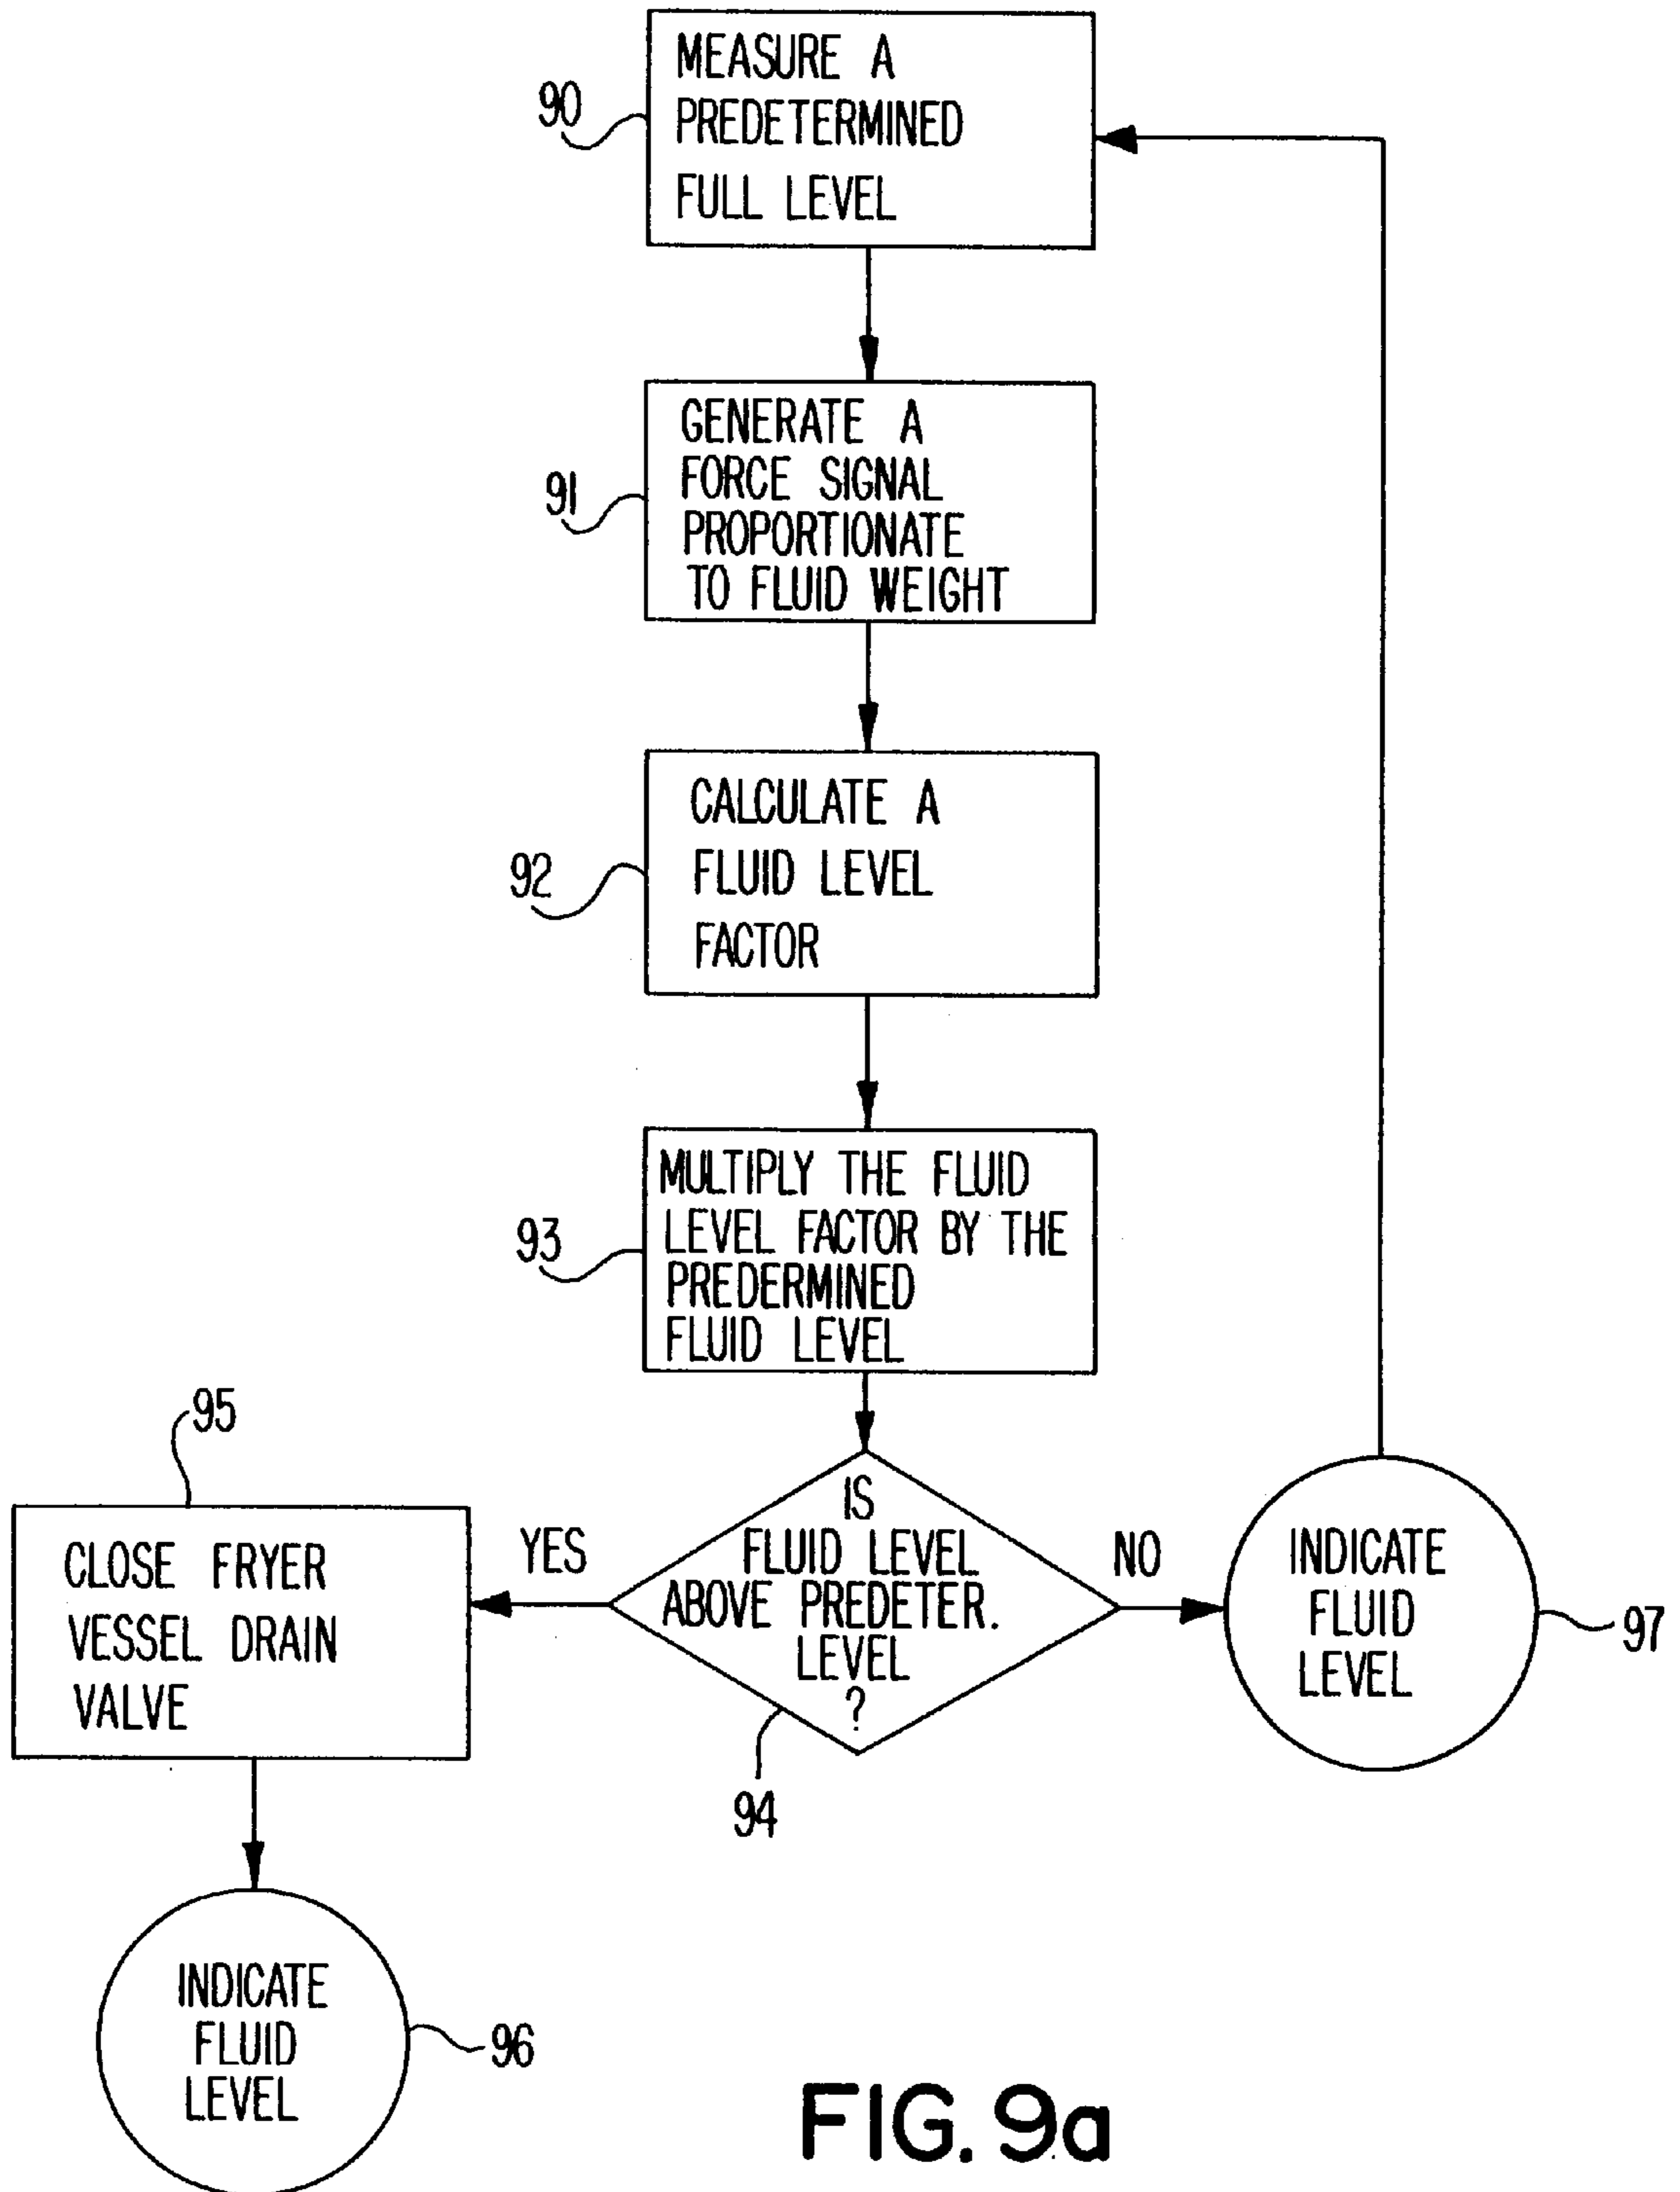 90
MEASURE A
PREDETERMINED
FULL LEVEL
91
GENERATE A
FORCE SIGNAL
PROPORTIONATE
TO FLUID WEIGHT
92
CALCULATE A
FLUID LEVEL
FACTOR
93
MULTIPLY THE FLUID
LEVEL FACTOR BY THE
PREDERMINED
FLUID LEVEL
95
CLOSE FRYER
VESSEL DRAIN
VALVE
YES
IS
FLUID LEVEL
ABOVE PREDETER.
LEVEL
?
94
NO
INDICATE
FLUID
LEVEL
97
INDICATE
FLUID
LEVEL
96
FIG. 9a